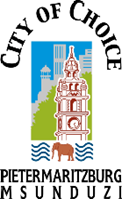 CITY OF CHOICE
PIETERMARITZBURG
MSUNDUZI